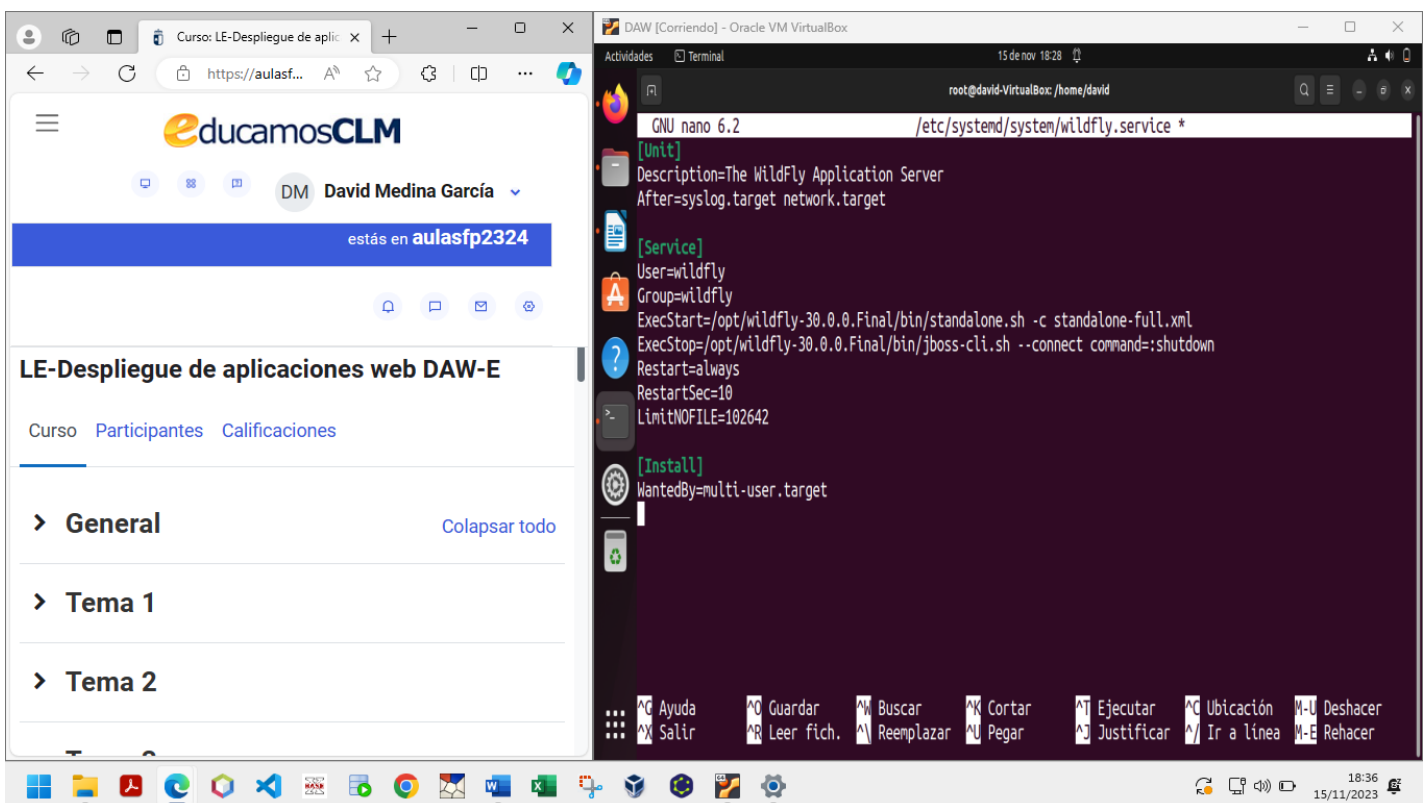 Curso: LE-Despliegue de aplic
https://aulasf...
educamosCLM
DM David Medina García
estás en aulasfp2324
LE-Despliegue de aplicaciones web DAW-E
Curso Participantes Calificaciones
General Colapsar todo
Tema 1
Tema 2
DAW [Corriendo] - Oracle VM VirtualBox
Actividades Terminal 15 de nov 18:28
root@david-VirtualBox: /home/david
GNU nano 6.2 /etc/systemd/system/wildfly.service *
[Unit]
Description=The WildFly Application Server
After=syslog.target network.target
[Service]
User=wildfly
Group=wildfly
ExecStart=/opt/wildfly-30.0.0.Final/bin/standalone.sh -c standalone-full.xml
ExecStop=/opt/wildfly-30.0.0.Final/bin/jboss-cli.sh --connect command=:shutdown
Restart=always
RestartSec=10
LimitNOFILE=102642
[Install]
WantedBy=multi-user.target
^G Ayuda ^O Guardar ^W Buscar ^K Cortar ^T Ejecutar ^C Ubicación M-U Deshacer
^X Salir ^R Leer fich. ^\ Reemplazar ^U Pegar ^J Justificar ^/ Ir a línea M-E Rehacer
18:36
15/11/2023